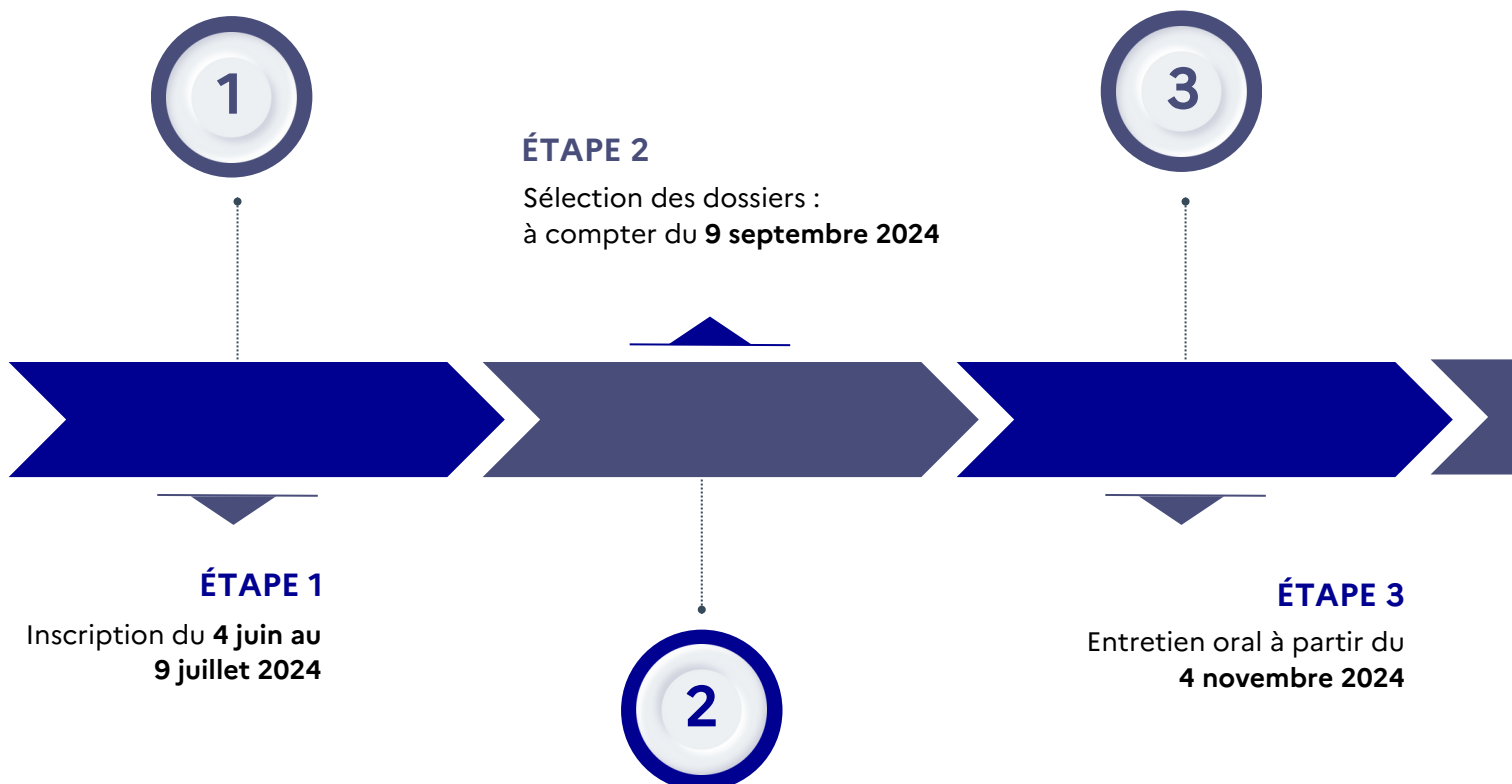 1
ÉTAPE 1
Inscription du 4 juin au
9 juillet 2024
ÉTAPE 2
Sélection des dossiers :
à compter du 9 septembre 2024
2
3
ÉTAPE 3
Entretien oral à partir du
4 novembre 2024